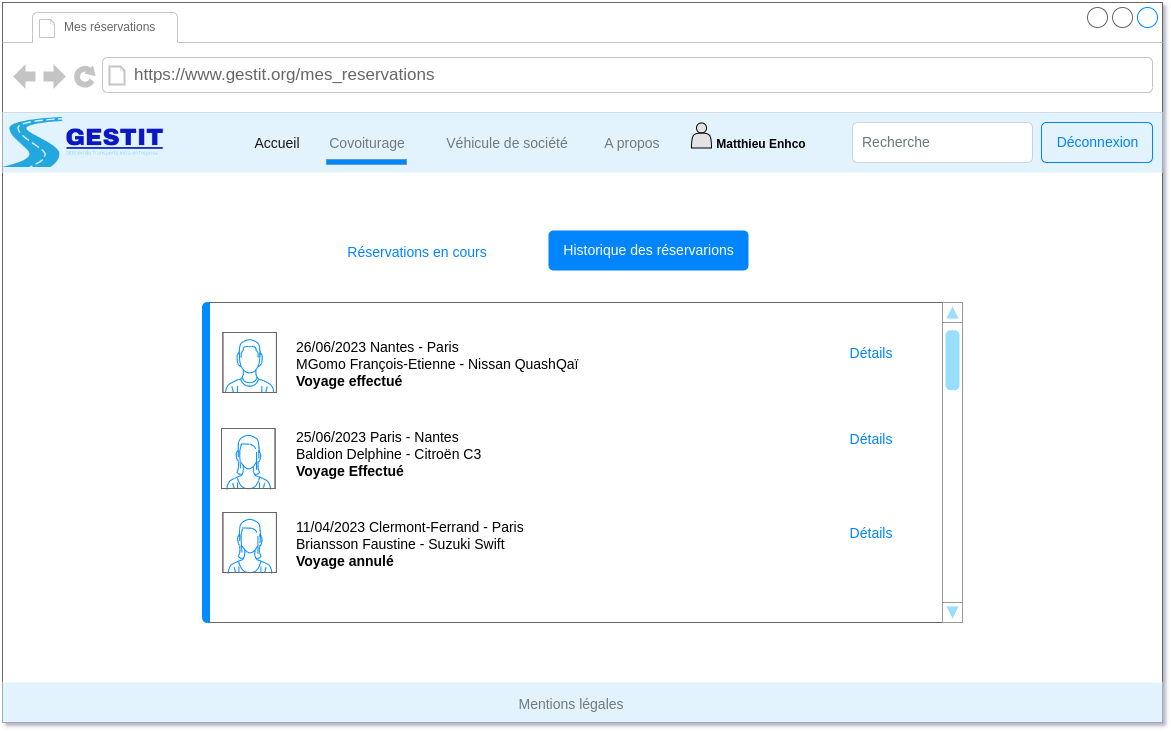 Mes réservations
https://www.gestit.org/mes_reservations
GESTIT
Accueil
Covoiturage
Véhicule de société
A propos
Matthieu Enhco
Recherche
Déconnexion
Réservations en cours
Historique des réservarions
26/06/2023 Nantes - Paris
MGomo François-Etienne - Nissan QuashQaï
Voyage effectué
Détails
25/06/2023 Paris - Nantes
Baldion Delphine - Citroën C3
Voyage Effectué
Détails
11/04/2023 Clermont-Ferrand - Paris
Briansson Faustine - Suzuki Swift
Voyage annulé
Détails
Mentions légales